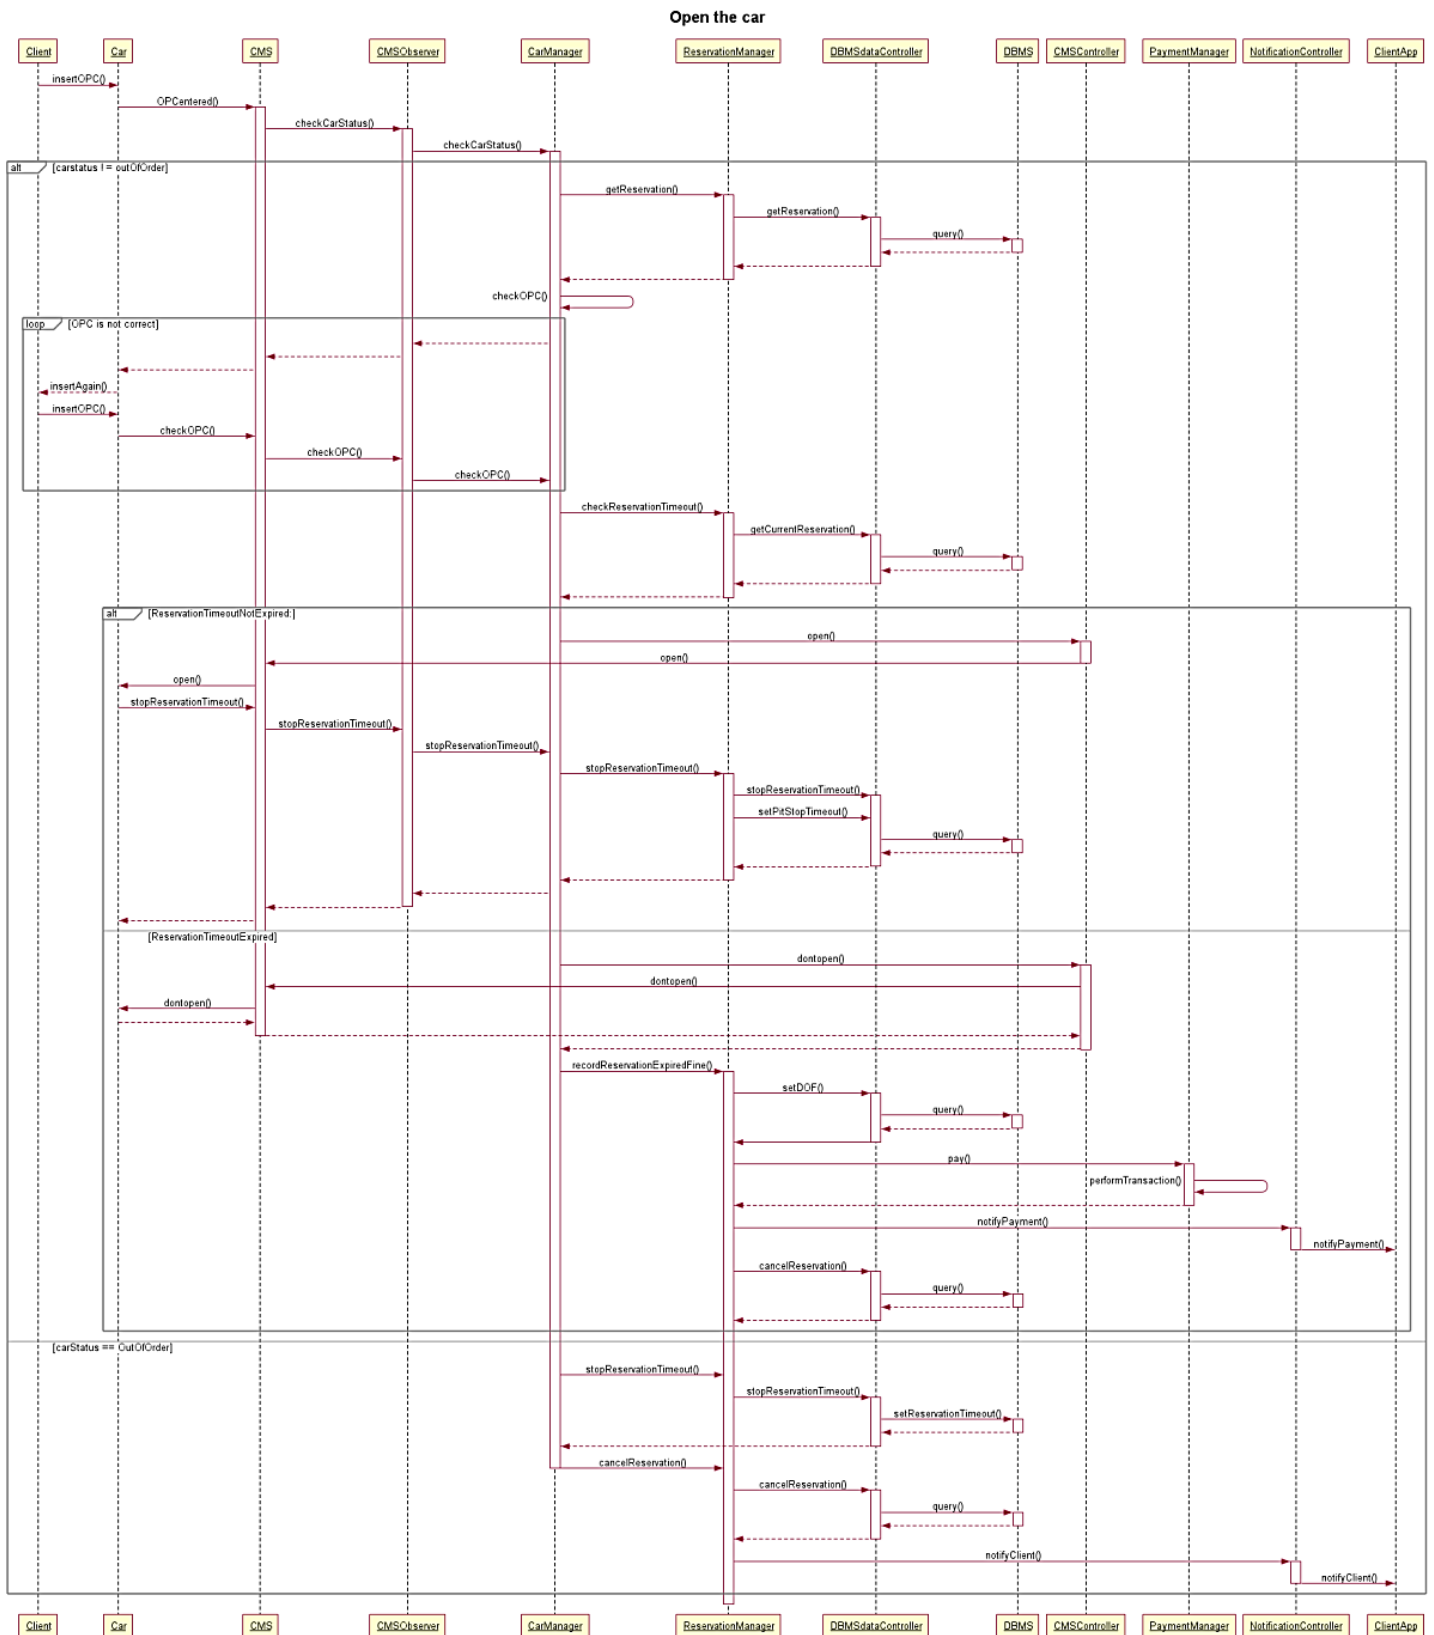 Open the car
Client Car CMS CMSObserver CarManager ReservationManager DBMSdataController DBMS CMSController PaymentManager NotificationController ClientApp
insertOPC()
OPCentered()
checkCarStatus()
checkCarStatus()
alt [carstatus ! = outOfOrder]
getReservation()
getReservation()
query()
checkOPC()
loop [OPC is not correct]
insertAgain()
insertOPC()
checkOPC()
checkOPC()
checkOPC()
checkReservationTimeout()
getCurrentReservation()
query()
alt [ReservationTimeoutNotExpired:]
open()
open()
open()
stopReservationTimeout()
stopReservationTimeout()
stopReservationTimeout()
stopReservationTimeout()
stopReservationTimeout()
setPitStopTimeout()
query()
[ReservationTimeoutExpired]
dontopen()
dontopen()
dontopen()
recordReservationExpiredFine()
setDOF()
query()
pay()
performTransaction()
notifyPayment()
notifyPayment()
cancelReservation()
query()
[carStatus == OutOfOrder]
stopReservationTimeout()
stopReservationTimeout()
setReservationTimeout()
cancelReservation()
cancelReservation()
query()
notifyClient()
notifyClient()
Client Car CMS CMSObserver CarManager ReservationManager DBMSdataController DBMS CMSController PaymentManager NotificationController ClientApp